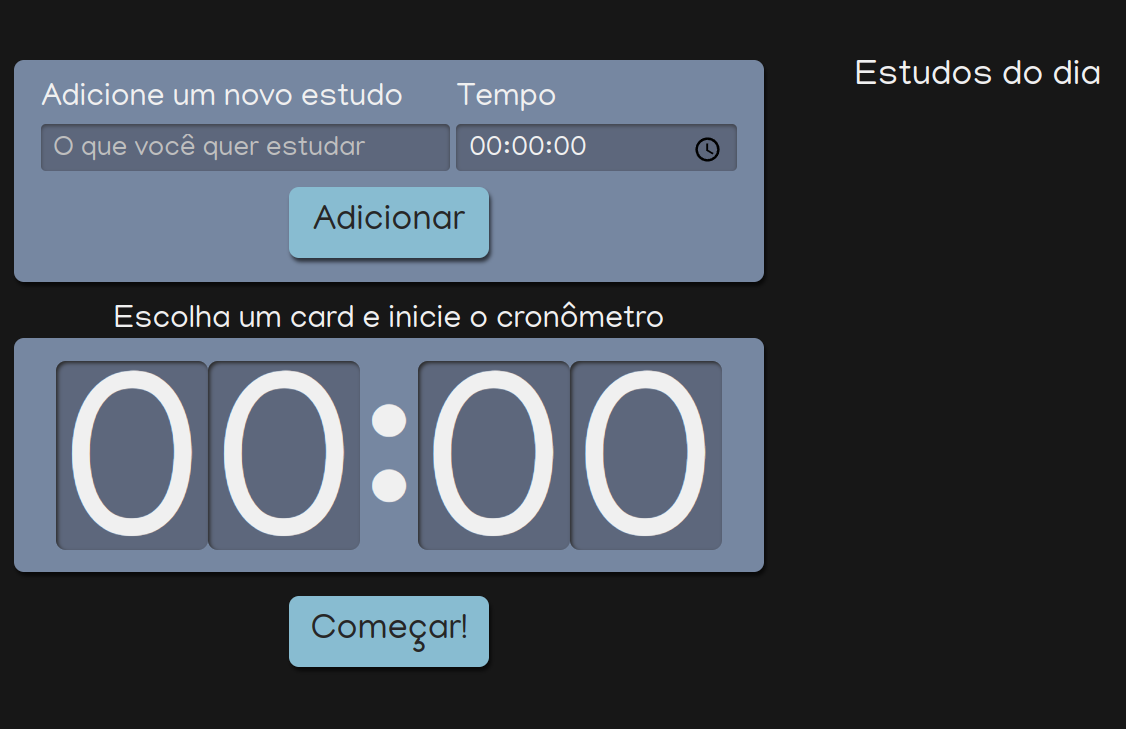 Adicione um novo estudo Tempo
O que você quer estudar 00:00:00
Adicionar
Escolha um card e inicie o cronômetro
00:00
Começar!
Estudos do dia